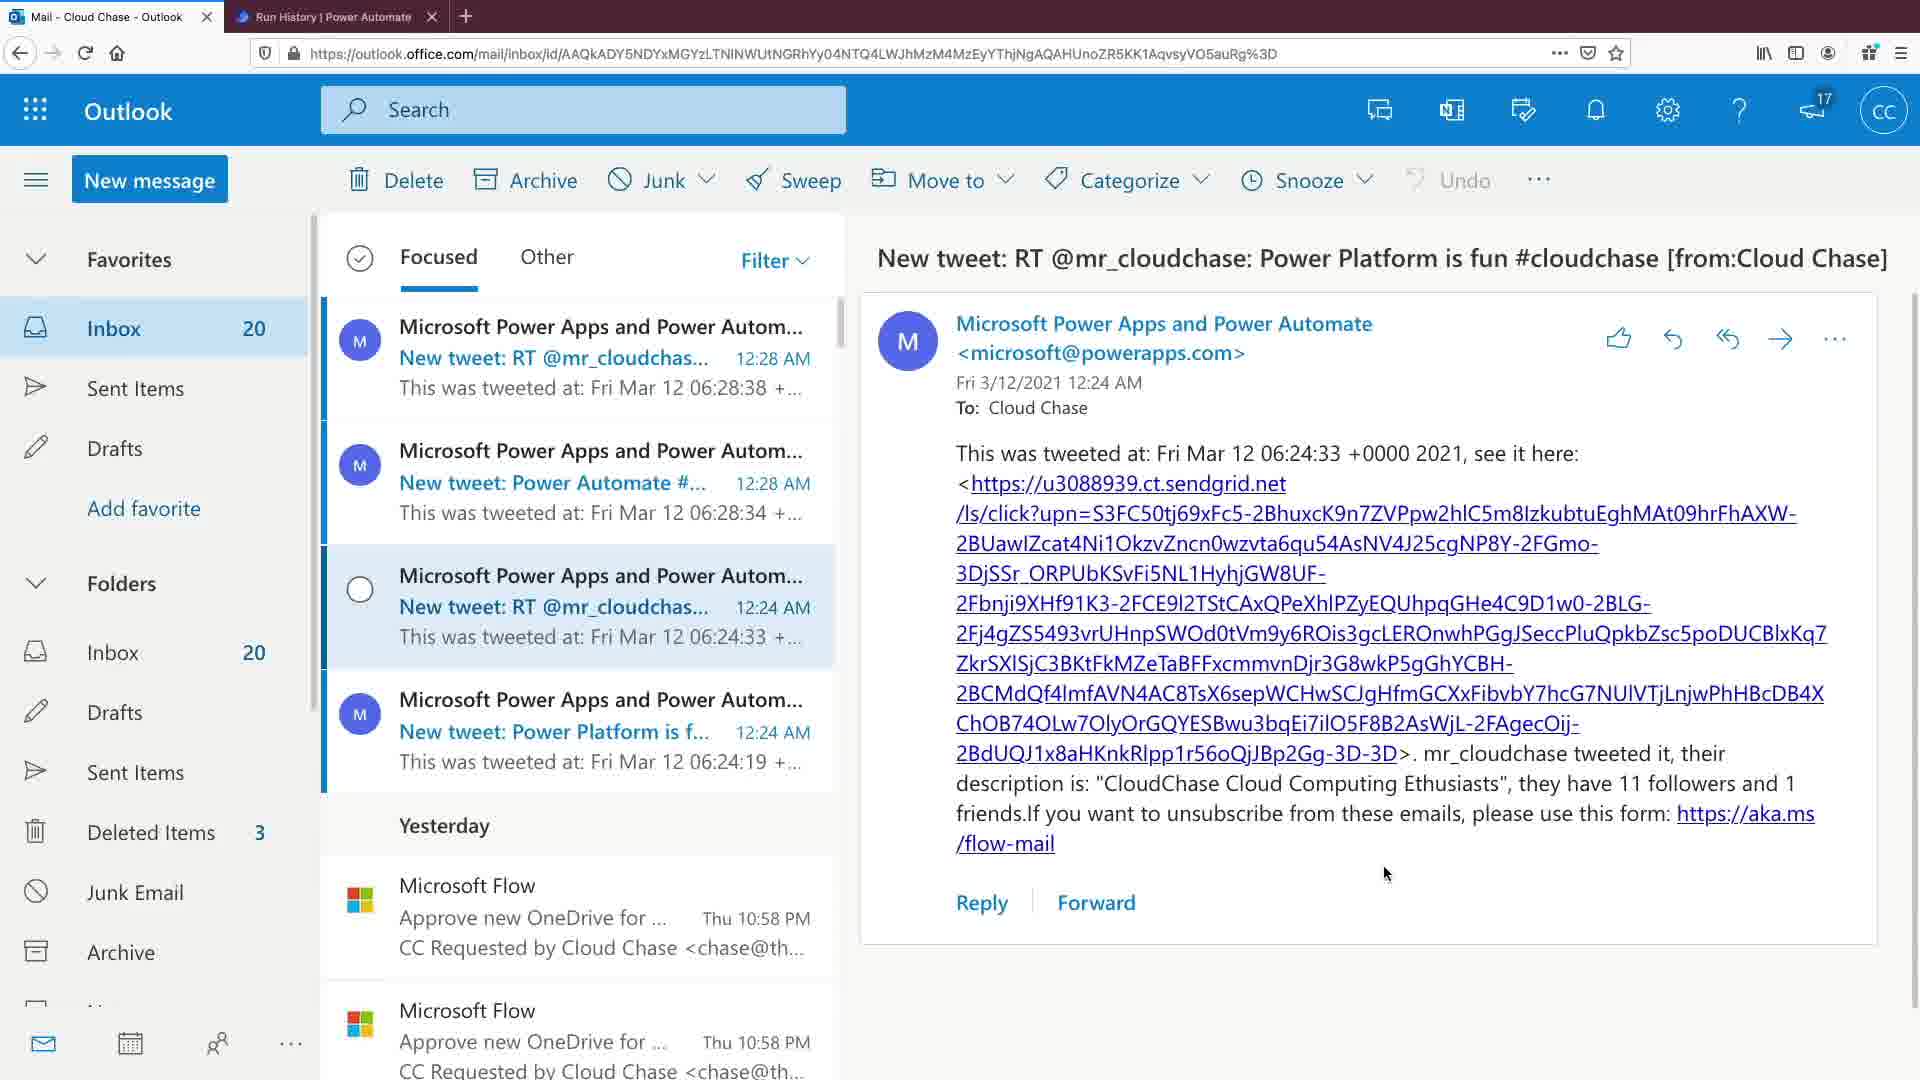 Mail - Cloud Chase - Outlook
Run History | Power Automate
https://outlook.office.com/mail/inbox/id/AAQkADY5NDYxMGYzLTNlNWUtNGRhYy04NTQ4LWJhMzM4MzEyYThjNgAQAHUnoZR5KK1AqvsyVO5auRg%3D
Outlook
Search
17
CC
New message
Delete
Archive
Junk
Sweep
Move to
Categorize
Snooze
Undo
Favorites
Inbox 20
Sent Items
Drafts
Add favorite
Folders
Inbox 20
Drafts
Sent Items
Deleted Items 3
Junk Email
Archive
Focused
Other
Filter
M
Microsoft Power Apps and Power Autom...
New tweet: RT @mr_cloudchas... 12:28 AM
This was tweeted at: Fri Mar 12 06:28:38 +...
M
Microsoft Power Apps and Power Autom...
New tweet: Power Automate #... 12:28 AM
This was tweeted at: Fri Mar 12 06:28:34 +...
Microsoft Power Apps and Power Autom...
New tweet: RT @mr_cloudchas... 12:24 AM
This was tweeted at: Fri Mar 12 06:24:33 +...
M
Microsoft Power Apps and Power Autom...
New tweet: Power Platform is f... 12:24 AM
This was tweeted at: Fri Mar 12 06:24:19 +...
Yesterday
Microsoft Flow
Approve new OneDrive for ... Thu 10:58 PM
CC Requested by Cloud Chase <chase@th...
Microsoft Flow
Approve new OneDrive for ... Thu 10:58 PM
CC Requested by Cloud Chase <chase@th...
New tweet: RT @mr_cloudchase: Power Platform is fun #cloudchase [from:Cloud Chase]
M
Microsoft Power Apps and Power Automate
<microsoft@powerapps.com>
Fri 3/12/2021 12:24 AM
To: Cloud Chase
This was tweeted at: Fri Mar 12 06:24:33 +0000 2021, see it here:
<https://u3088939.ct.sendgrid.net
/ls/click?upn=S3FC50tj69xFc5-2BhuxcK9n7ZVPpw2hlC5m8IzkubtuEghMAt09hrFhAXW-
2BUawIZcat4Ni1OkzvZncn0wzvta6qu54AsNV4J25cgNP8Y-2FGmo-
3DjSSr_ORPUbKSvFi5NL1HyhjGW8UF-
2Fbnji9XHf91K3-2FCE9l2TStCAxQPeXhlPZyEQUhpqGHe4C9D1w0-2BLG-
2Fj4gZS5493vrUHnpSWOd0tVm9y6ROis3gcLEROnwhPGgJSeccPluQpkbZsc5poDUCBlxKq7
ZkrSXlSjC3BKtFkMZeTaBFFxcmmvnDjr3G8wkP5gGhYCBH-
2BCMdQf4lmfAVN4AC8TsX6sepWCHwSCJgHfmGCXxFibvbY7hcG7NUlVTjLnjwPhHBcDB4X
ChOB74OLw7OlyOrGQYESBwu3bqEi7ilO5F8B2AsWjL-2FAgecOij-
2BdUQJ1x8aHKnkRlpp1r56oQjJBp2Gg-3D-3D>. mr_cloudchase tweeted it, their
description is: "CloudChase Cloud Computing Ethusiasts", they have 11 followers and 1
friends.If you want to unsubscribe from these emails, please use this form: https://aka.ms
/flow-mail
Reply
Forward